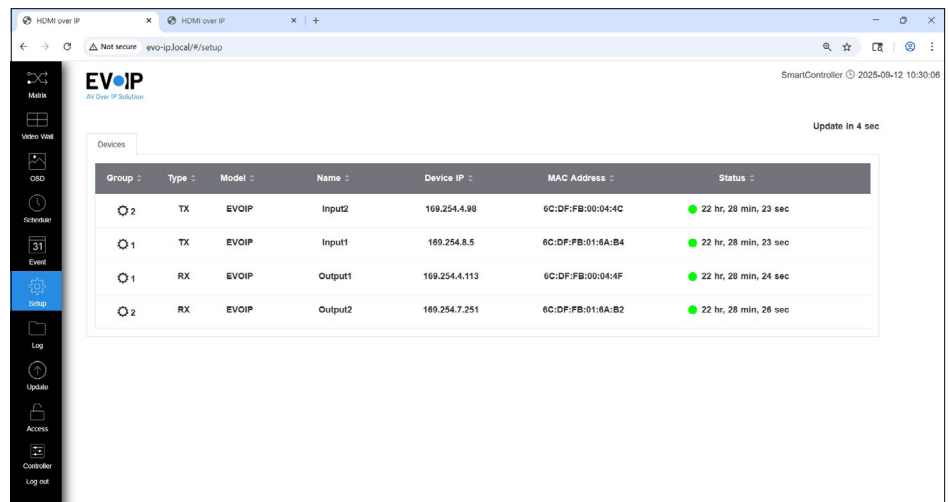 HDMI over IP
HDMI over IP
Not secure evo-ip.local/#/setup
Matrix
Video Wall
OSD
Schedule
31
Event
Setup
Log
Update
Access
Controller
Log out
EVOIP
AV Over IP Solution
SmartController 2025-09-12 10:30:06
Update in 4 sec
Devices
Group Type Model Name Device IP MAC Address Status
2 TX EVOIP Input2 169.254.4.98 6C:DF:FB:00:04:4C 22 hr, 28 min, 23 sec
1 TX EVOIP Input1 169.254.8.5 6C:DF:FB:01:6A:B4 22 hr, 28 min, 23 sec
1 RX EVOIP Output1 169.254.4.113 6C:DF:FB:00:04:4F 22 hr, 28 min, 24 sec
2 RX EVOIP Output2 169.254.7.251 6C:DF:FB:01:6A:B2 22 hr, 28 min, 26 sec